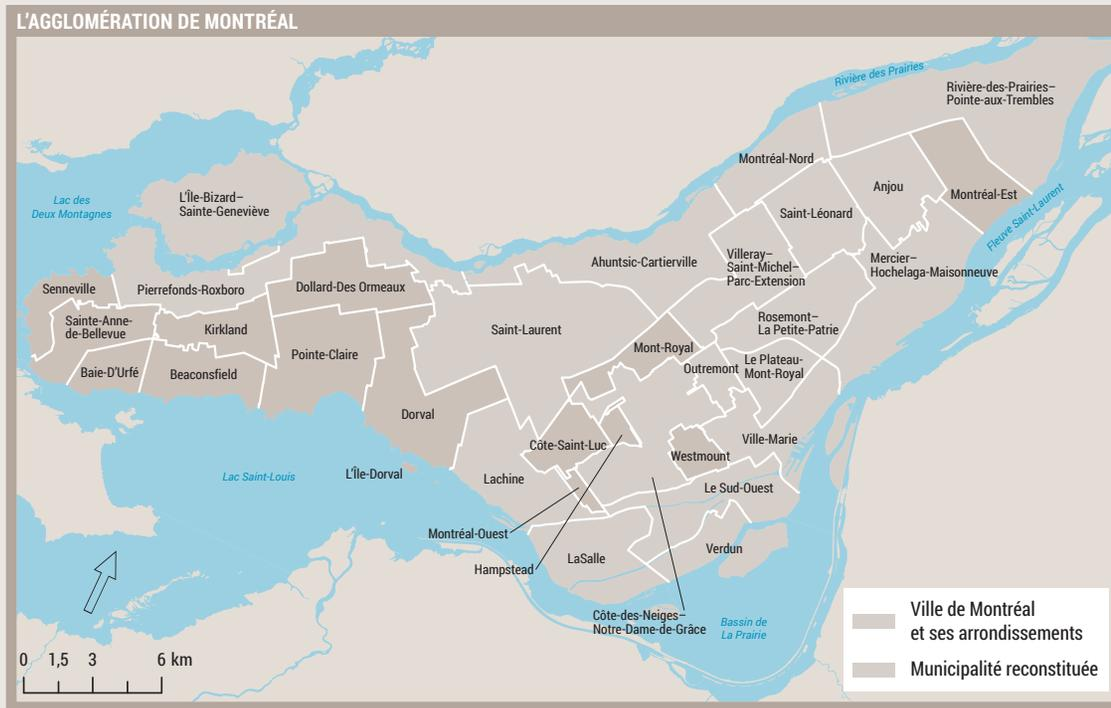 L'AGGLOMÉRATION DE MONTRÉAL
Rivière des Prairies
Rivière-des-Prairies–
Pointe-aux-Trembles
Montréal-Nord
Anjou
Montréal-Est
Lac des
Deux Montagnes
L'Île-Bizard–
Sainte-Geneviève
Saint-Léonard
Fleuve Saint-Laurent
Ahuntsic-Cartierville
Villeray–
Saint-Michel–
Parc-Extension
Mercier–
Hochelaga-Maisonneuve
Senneville
Pierrefonds-Roxboro
Dollard-Des Ormeaux
Sainte-Anne-
de-Bellevue
Kirkland
Saint-Laurent
Rosemont–
La Petite-Patrie
Pointe-Claire
Mont-Royal
Baie-D'Urfé
Beaconsfield
Outremont
Le Plateau-
Mont-Royal
Dorval
Côte-Saint-Luc
Ville-Marie
Westmount
Lac Saint-Louis
L'Île-Dorval
Lachine
Le Sud-Ouest
Montréal-Ouest
Verdun
LaSalle
Hampstead
Côte-des-Neiges–
Notre-Dame-de-Grâce
Bassin de
La Prairie
Ville de Montréal
et ses arrondissements
Municipalité reconstituée
0 1,5 3 6 km